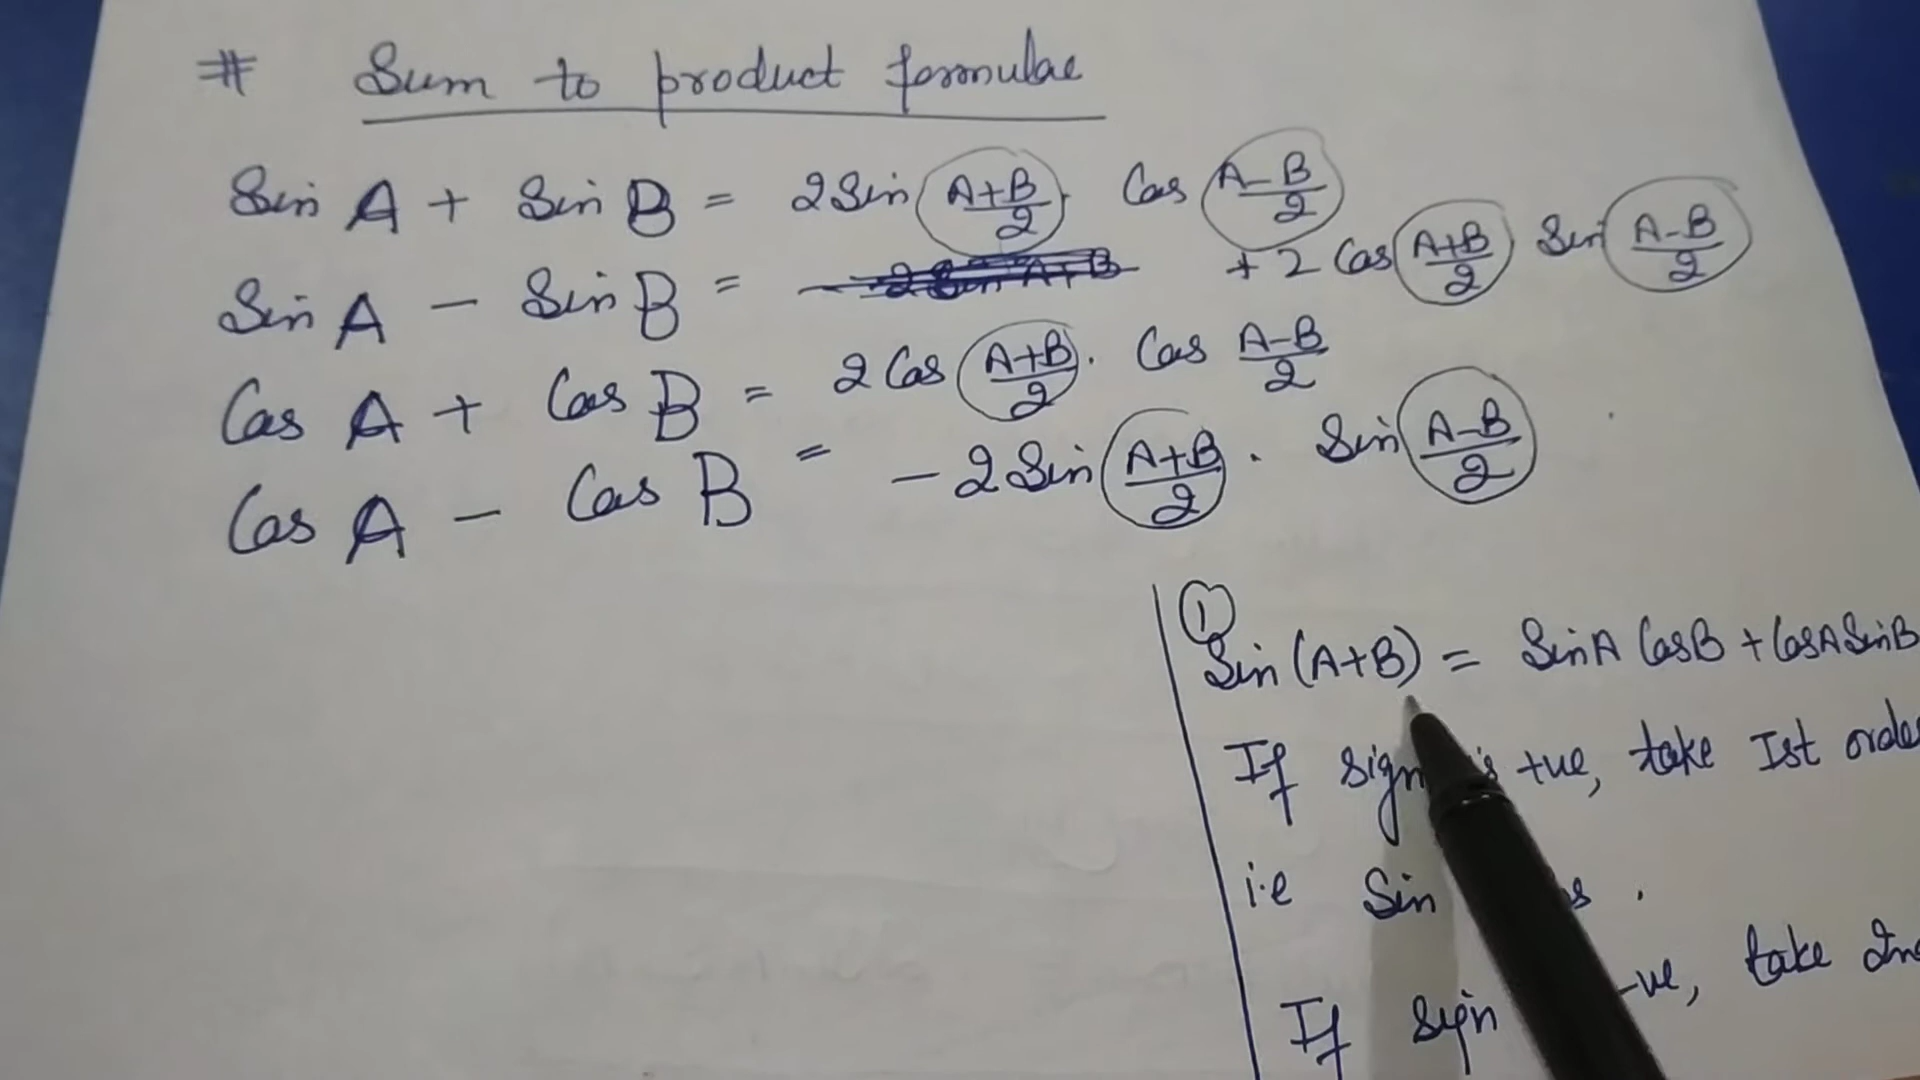 # Sum to product formulae
Sin A + Sin B = 2 Sin (A+B)/2 . Cos (A-B)/2
Sin A - Sin B = + 2 Cos (A+B)/2 Sin (A-B)/2
Cos A + Cos B = 2 Cos (A+B)/2 . Cos (A-B)/2
Cos A - Cos B = - 2 Sin (A+B)/2 . Sin (A-B)/2
①
Sin (A+B) = Sin A Cos B + Cos A Sin B
If sign +ve, take Ist
i.e Sin
If sign -ve, take